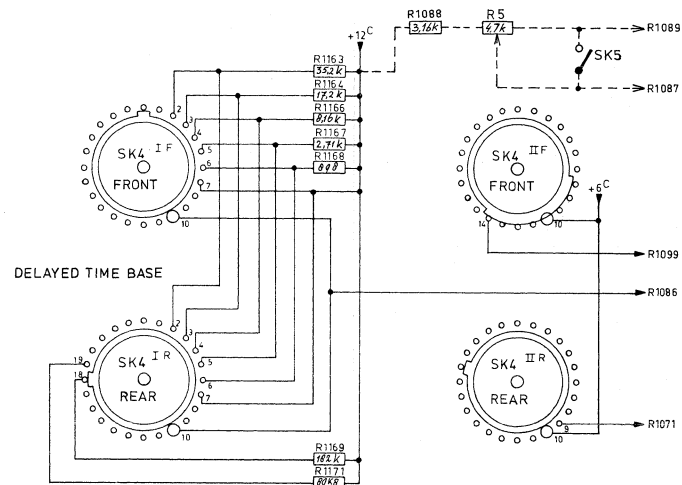 R1088
3,16k
R5
4,7k
R1089
SK5
R1087
+12C
R1163
35,2k
R1164
17,2k
R1166
8,16k
R1167
2,71k
R1168
898
2
3
4
5
6
7
10
SK4 IF
FRONT
SK4 IIF
FRONT
+6C
14
10
R1099
R1086
DELAYED TIME BASE
2
3
4
5
6
7
10
19
18
SK4 IR
REAR
SK4 IIR
REAR
9
10
R1071
R1169
182k
R1171
80K8